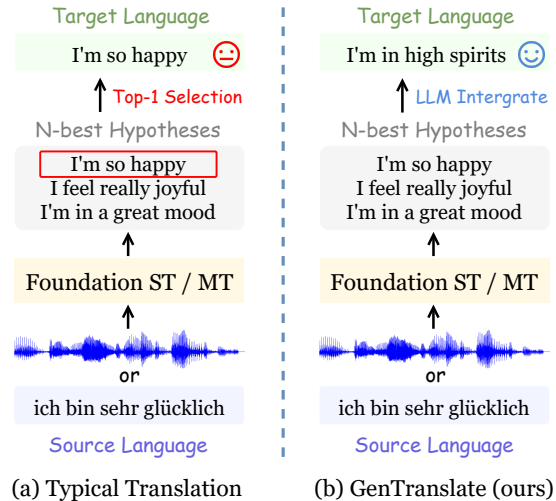 Target Language
I'm so happy
Top-1 Selection
N-best Hypotheses
I'm so happy
I feel really joyful
I'm in a great mood
Foundation ST / MT
or
ich bin sehr glücklich
Source Language
(a) Typical Translation
Target Language
I'm in high spirits
LLM Intergrate
N-best Hypotheses
I'm so happy
I feel really joyful
I'm in a great mood
Foundation ST / MT
or
ich bin sehr glücklich
Source Language
(b) GenTranslate (ours)